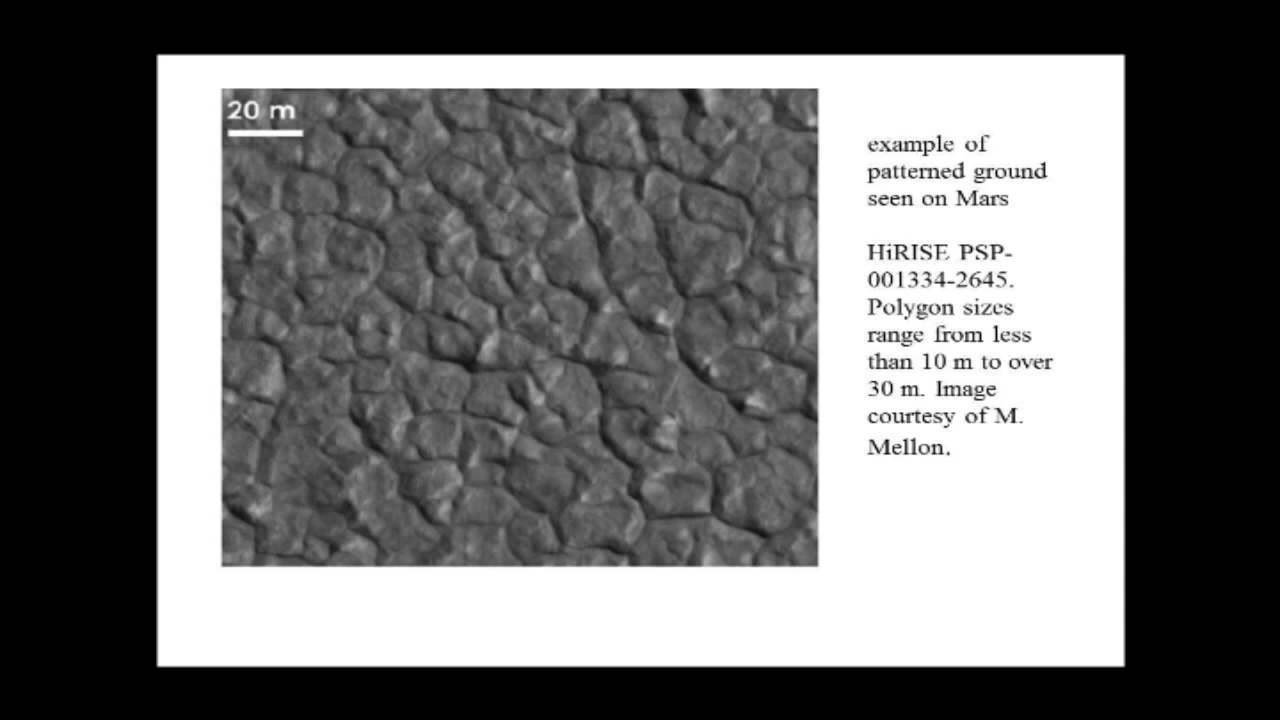 20 m
example of
patterned ground
seen on Mars
HiRISE PSP-
001334-2645.
Polygon sizes
range from less
than 10 m to over
30 m. Image
courtesy of M.
Mellon.